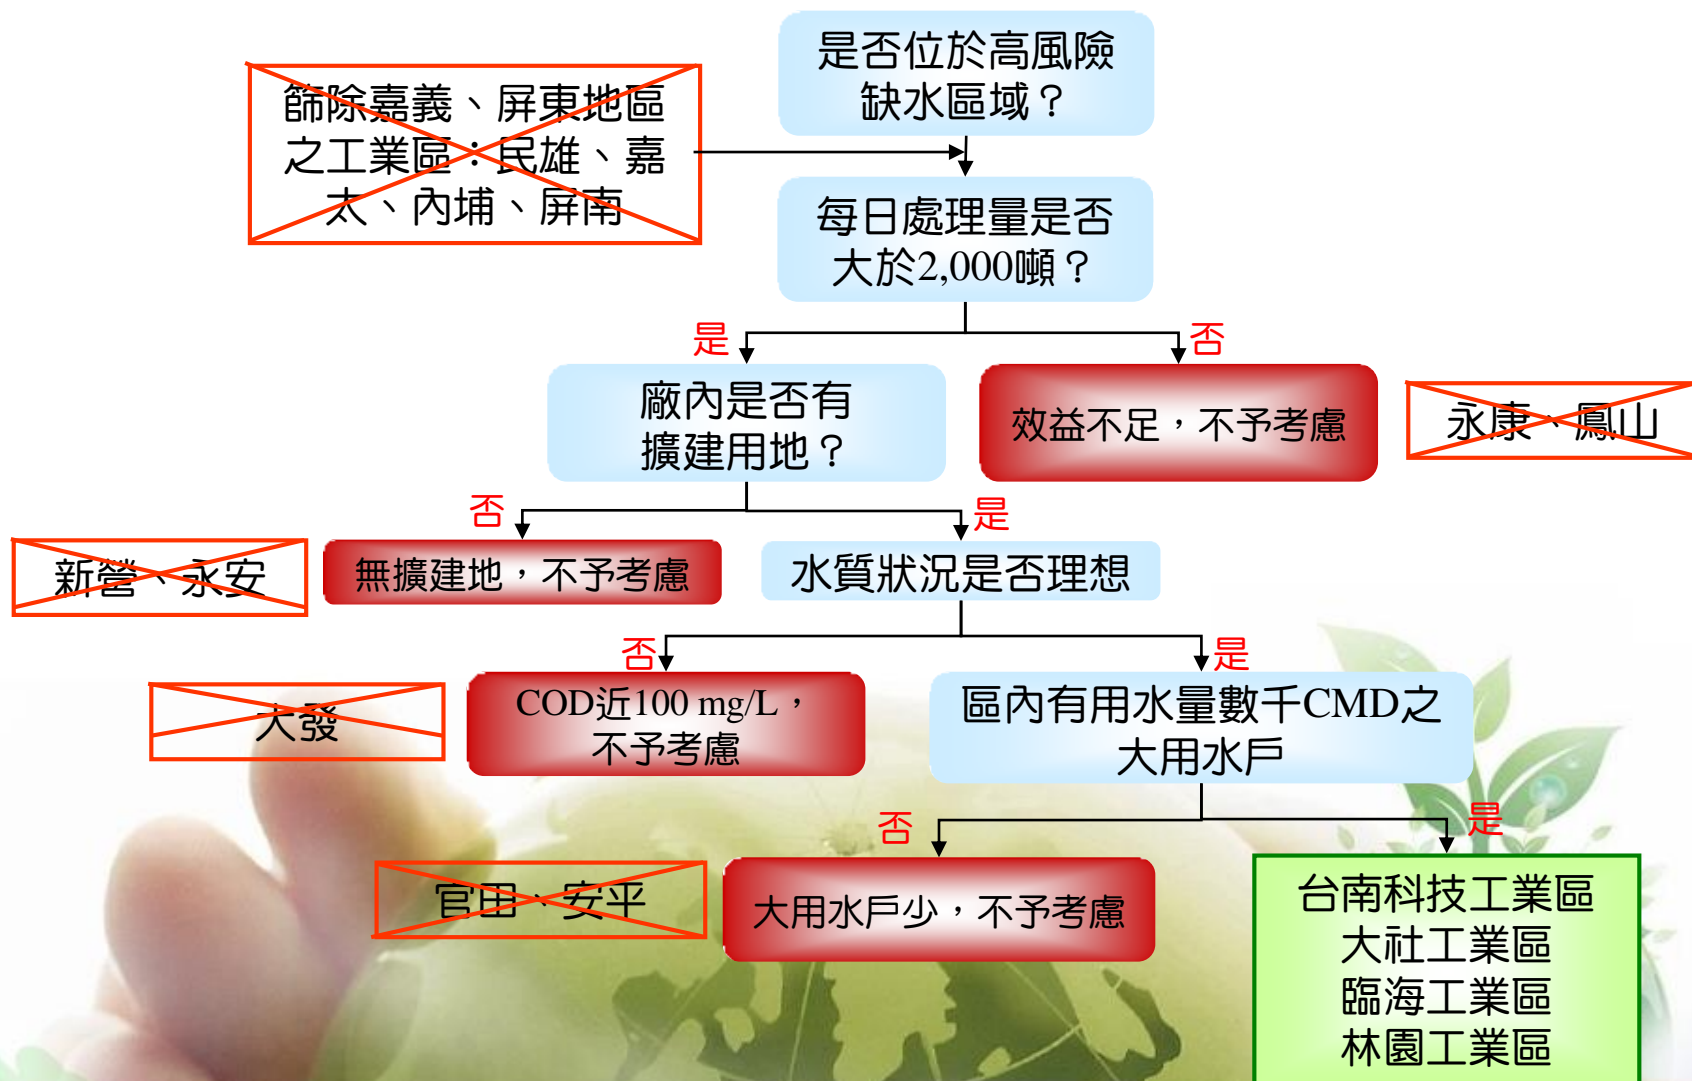 是否位於高風險
缺水區域？
篩除嘉義、屏東地區
之工業區：民雄、嘉
太、內埔、屏南
每日處理量是否
大於2,000噸？
是
否
廠內是否有
擴建用地？
效益不足，不予考慮
永康、鳳山
否
是
新營、永安
無擴建地，不予考慮
水質狀況是否理想
否
是
大發
COD近100 mg/L，
不予考慮
區內有用水量數千CMD之
大用水戶
否
是
官田、安平
大用水戶少，不予考慮
台南科技工業區
大社工業區
臨海工業區
林園工業區